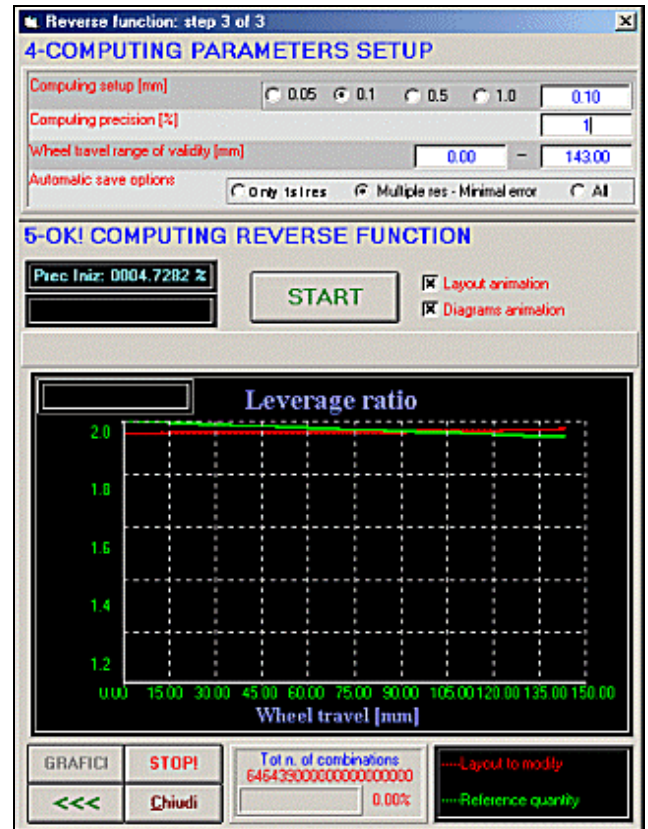 Reverse function: step 3 of 3
4-COMPUTING PARAMETERS SETUP
Computing setup [mm] 0.05 0.1 0.5 1.0 0.10
Computing precision [%] 1
Wheel travel range of validity [mm] 0.00 – 143.00
Automatic save options Only 1st res Multiple res - Minimal error All
5-OK! COMPUTING REVERSE FUNCTION
Prec Iniz: 0004.7282 %
START
Layout animation
Diagrams animation
Leverage ratio
2.0
1.8
1.6
1.4
1.2
15.00 30.00 45.00 60.00 75.00 90.00 105.00 120.00 135.00 150.00
Wheel travel [mm]
GRAFICI STOP!
<<< Chiudi
Tot n. of combinations
0.00%
Layout to modify
Reference quantity